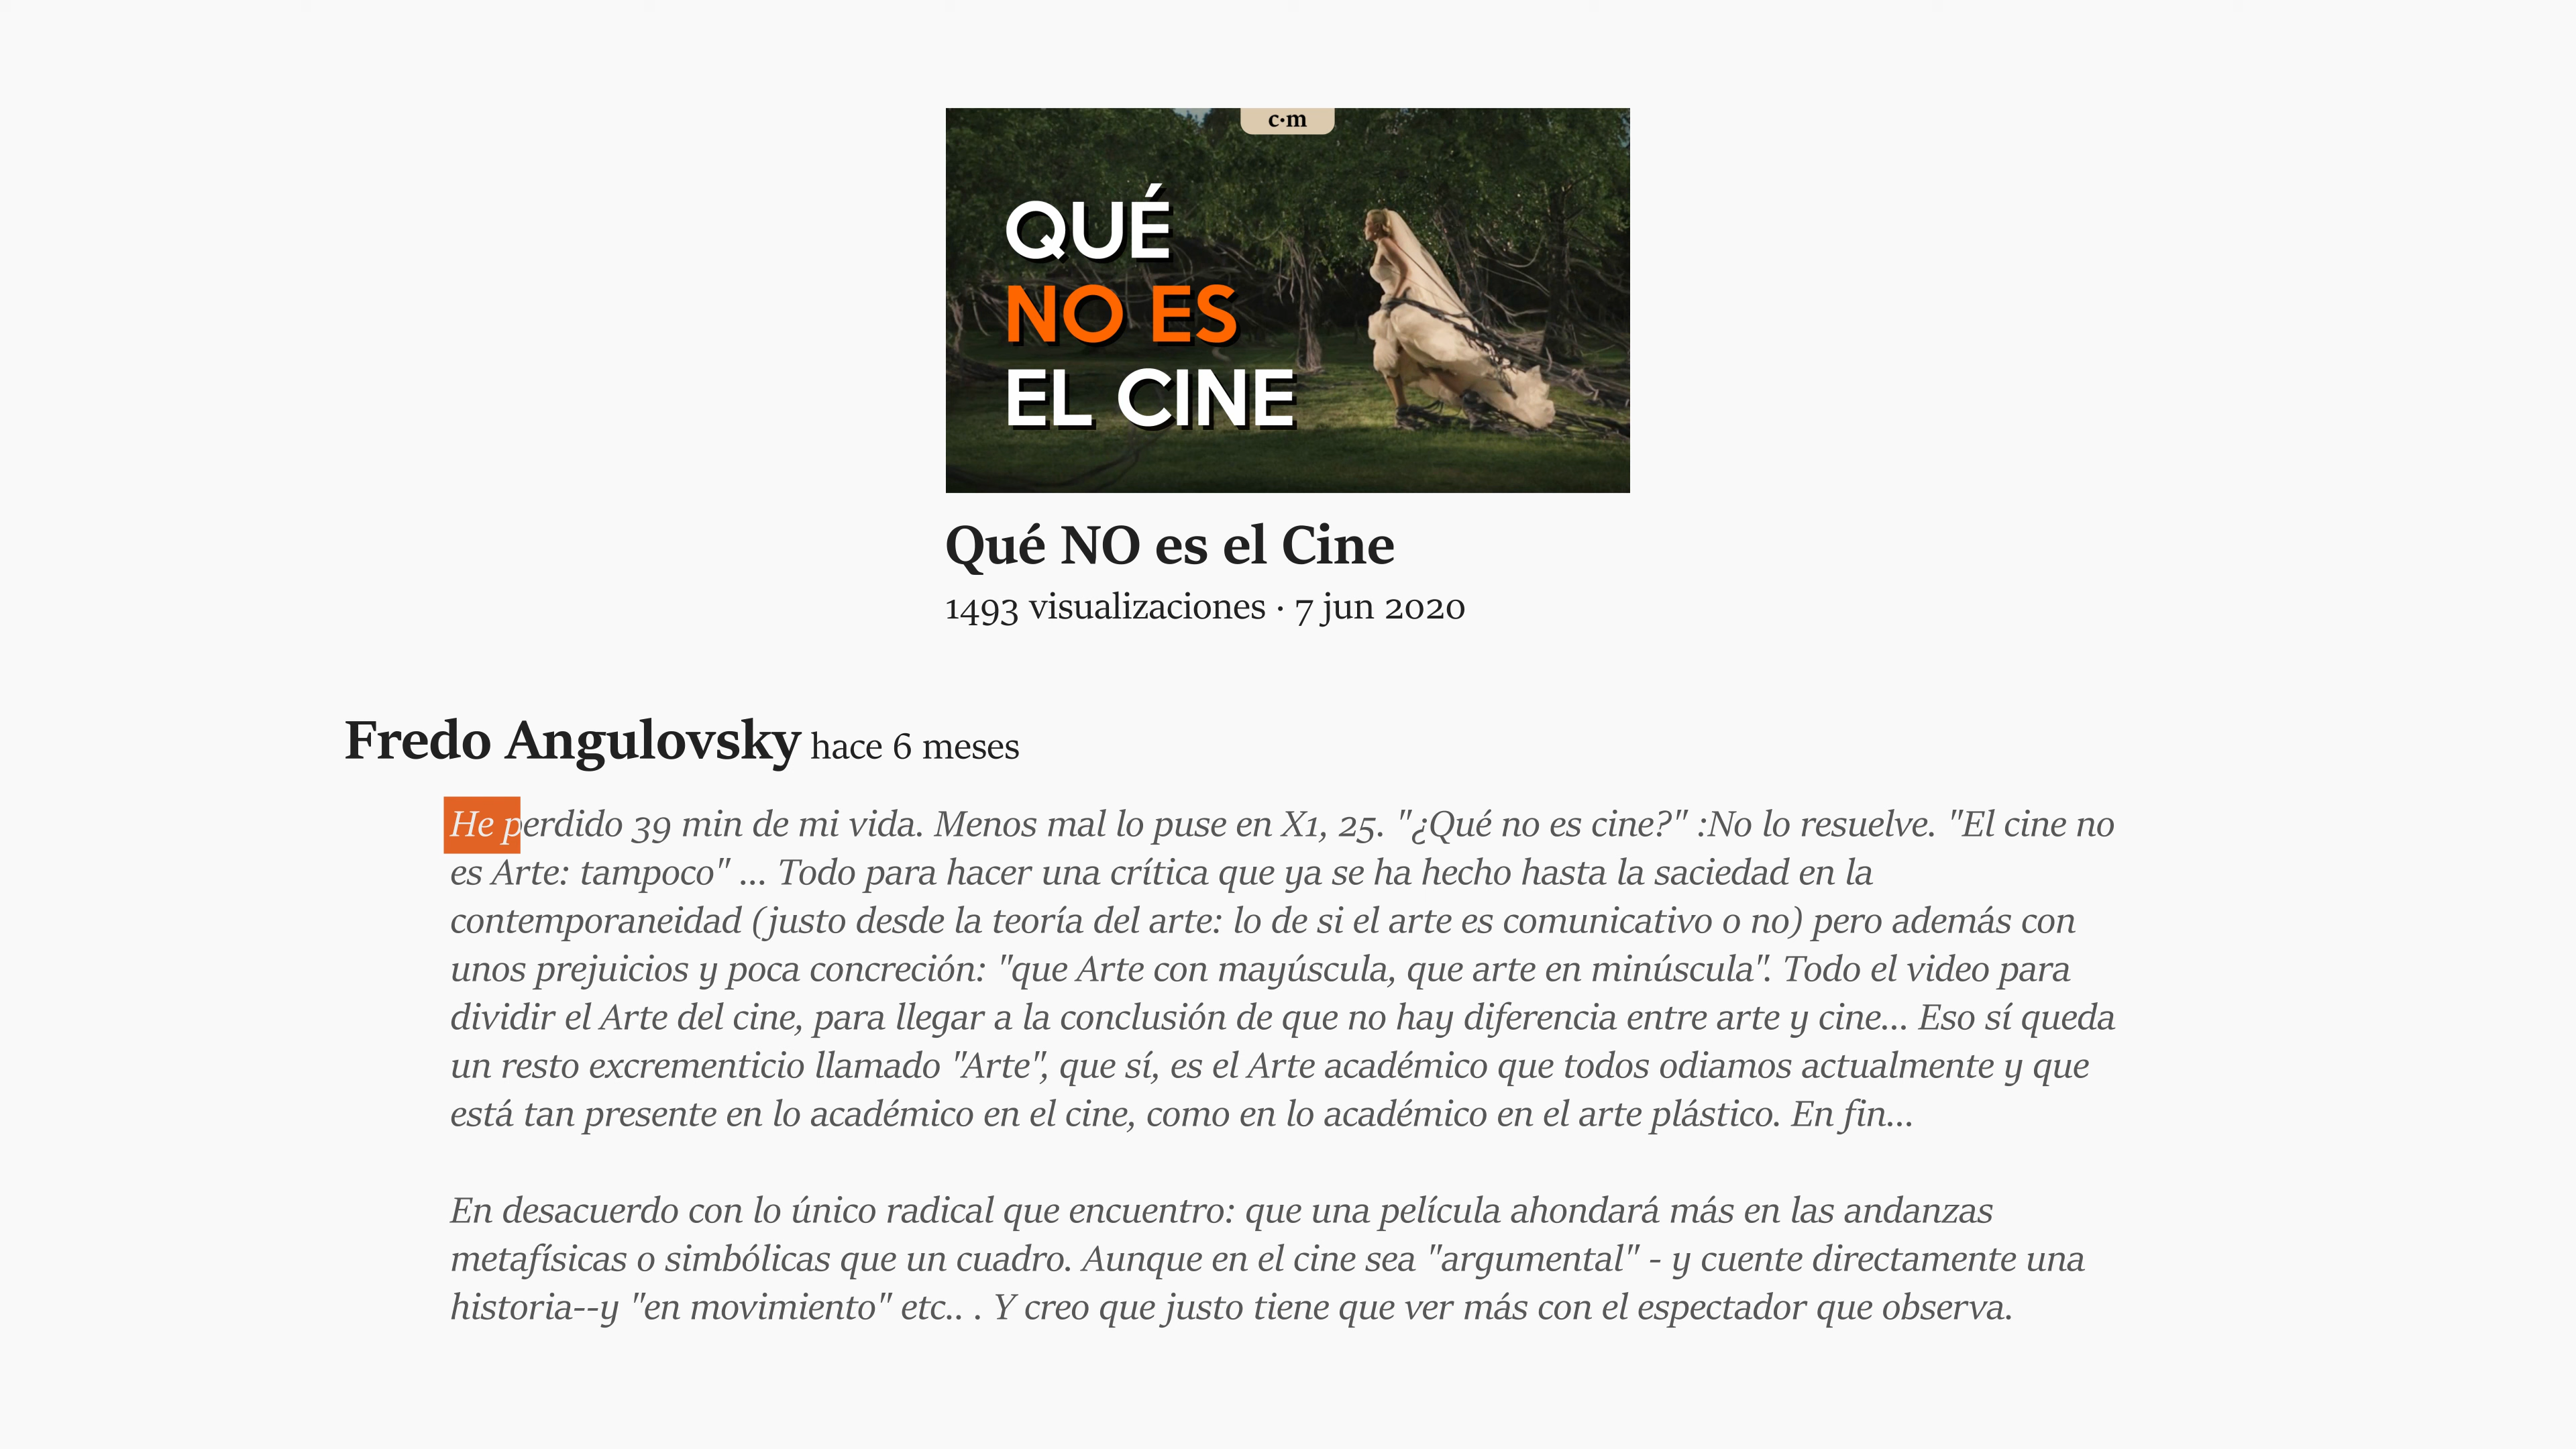 c·m
QUÉ
NO ES
EL CINE
Qué NO es el Cine
1493 visualizaciones · 7 jun 2020
Fredo Angulovsky hace 6 meses
He perdido 39 min de mi vida. Menos mal lo puse en X1, 25. "¿Qué no es cine?" :No lo resuelve. "El cine no
es Arte: tampoco" ... Todo para hacer una crítica que ya se ha hecho hasta la saciedad en la
contemporaneidad (justo desde la teoría del arte: lo de si el arte es comunicativo o no) pero además con
unos prejuicios y poca concreción: "que Arte con mayúscula, que arte en minúscula". Todo el video para
dividir el Arte del cine, para llegar a la conclusión de que no hay diferencia entre arte y cine... Eso sí queda
un resto excrementicio llamado "Arte", que sí, es el Arte académico que todos odiamos actualmente y que
está tan presente en lo académico en el cine, como en lo académico en el arte plástico. En fin...
En desacuerdo con lo único radical que encuentro: que una película ahondará más en las andanzas
metafísicas o simbólicas que un cuadro. Aunque en el cine sea "argumental" - y cuente directamente una
historia--y "en movimiento" etc.. . Y creo que justo tiene que ver más con el espectador que observa.